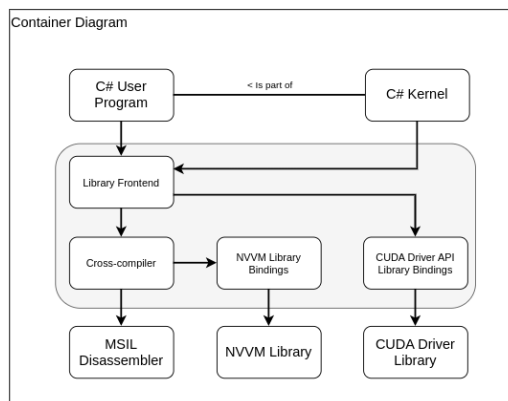 Container Diagram
C# User
Program
< Is part of
C# Kernel
Library Frontend
Cross-compiler
NVVM Library
Bindings
CUDA Driver API
Library Bindings
MSIL
Disassembler
NVVM Library
CUDA Driver
Library